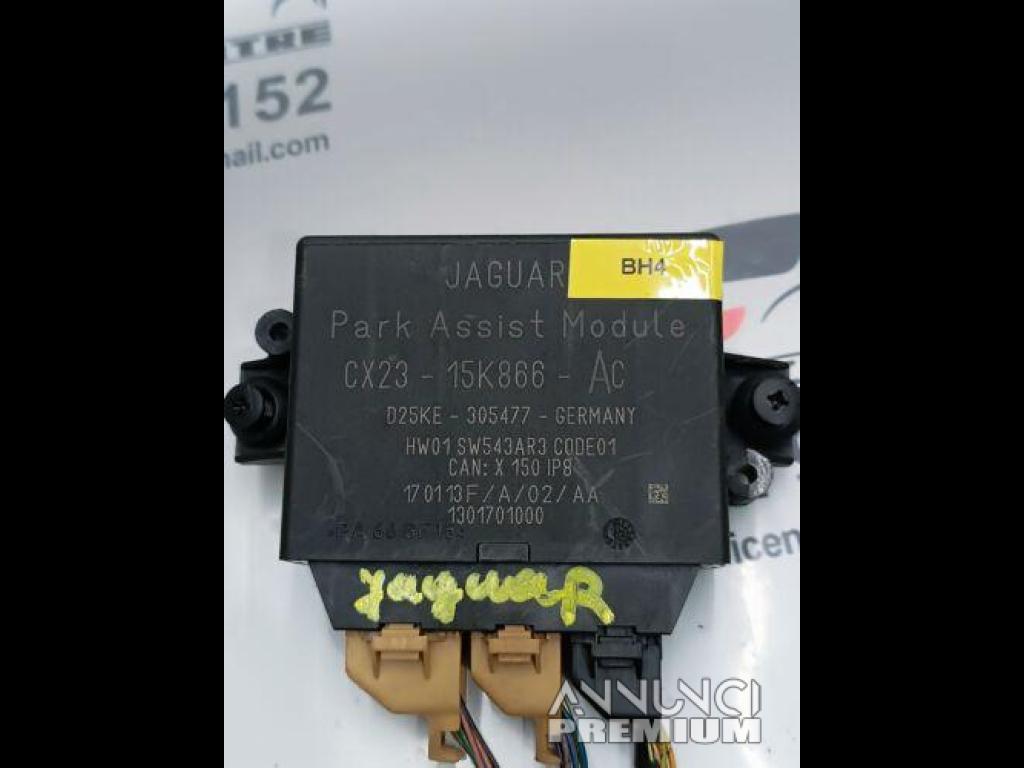 152
mail.com
JAGUAR
BH4
Park Assist Module
CX23 - 15K866 - AC
D25KE - 305477 - GERMANY
HW01 SW543AR3 CODE01
CAN: X 150 IP8
170113F/A/02/AA
1301701000
JaguaR
ANNUNCI
PREMIUM